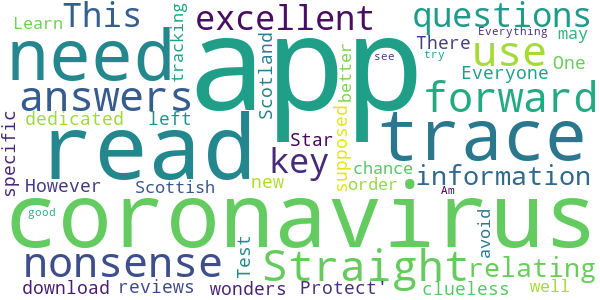 Learn This tracking excellent questions Everything
need app There see may
Scotland better try use Everyone One
answers forward
dedicated left trace
specific read Star supposed
key chance information
However Scottish new order Am
coronavirus
good avoid
nonsense Test Straight relating
download reviews wonders Protect' clueless well